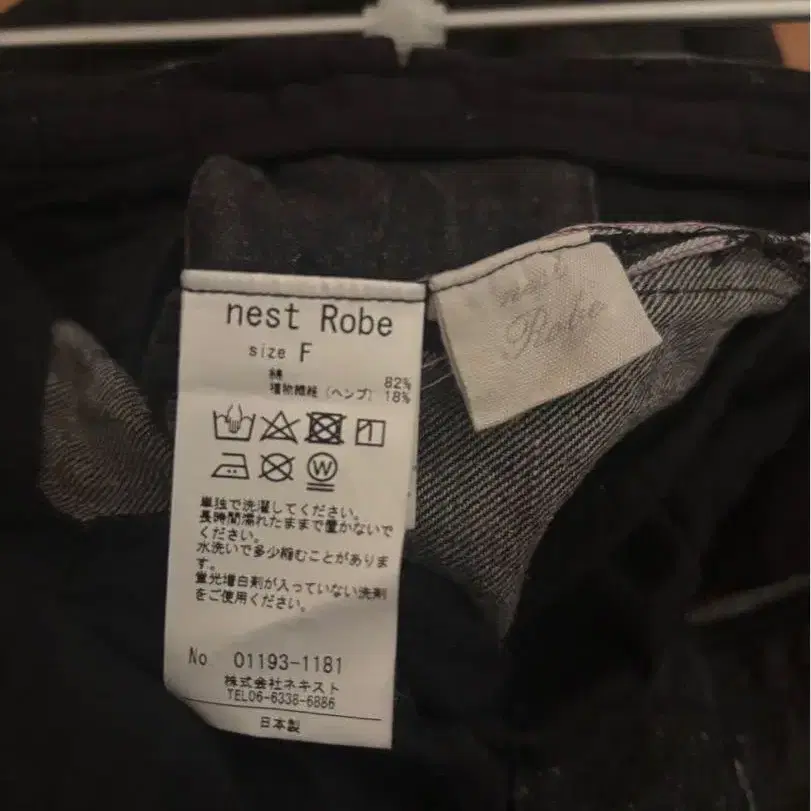 nest Robe
size F
綿 82%
植物繊維（ヘンプ） 18%
W
単独で洗濯してください。
長時間濡れたままで置かないで
ください。
水洗いで多少縮むことがありま
す。
蛍光増白剤が入っていない洗剤
をご使用ください。
No 01193-1181
株式会社ネキスト
TEL06-6338-6886
日本製
nest
Robe